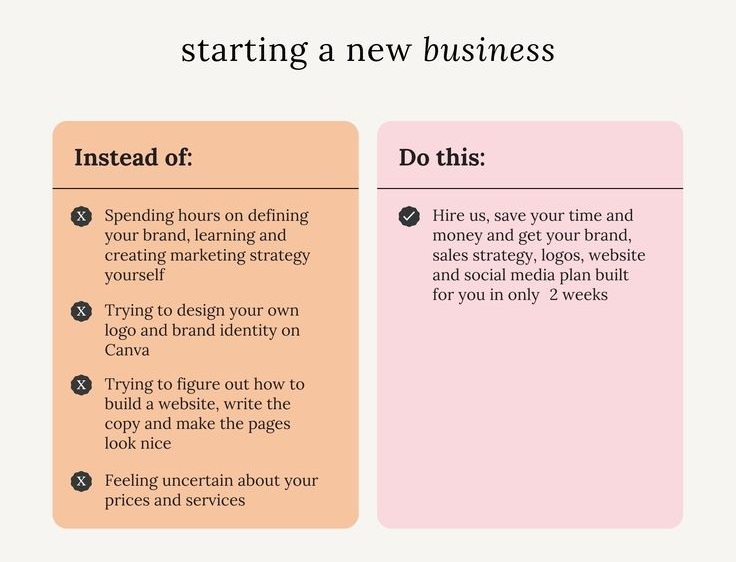 starting a new business
Instead of:
X Spending hours on defining
your brand, learning and
creating marketing strategy
yourself
X Trying to design your own
logo and brand identity on
Canva
X Trying to figure out how to
build a website, write the
copy and make the pages
look nice
X Feeling uncertain about your
prices and services
Do this:
Hire us, save your time and
money and get your brand,
sales strategy, logos, website
and social media plan built
for you in only  2 weeks